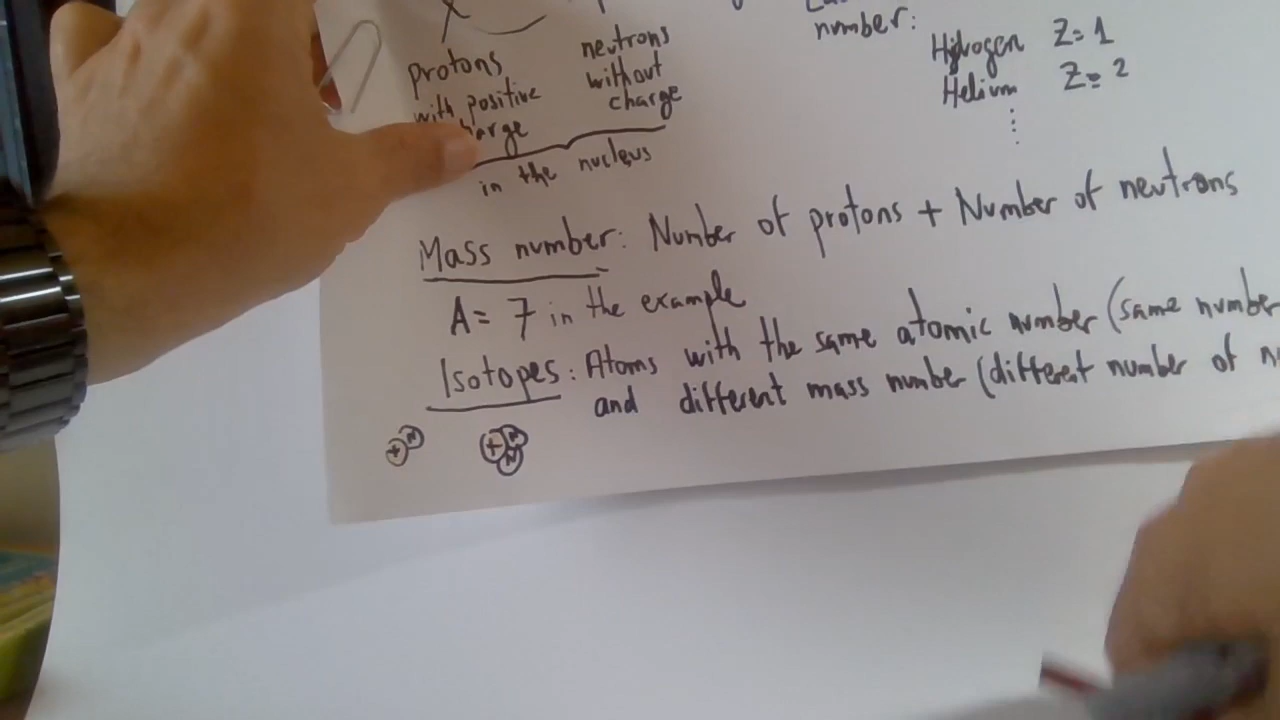 protons
with positive
neutrons
without
charge
in the nucleus
number:
Hydrogen Z=1
Helium Z=2
Mass number: Number of protons + Number of neutrons
A= 7 in the example
Isotopes: Atoms with the same atomic number (same number
and different mass number (different number of
+ N
+ N N